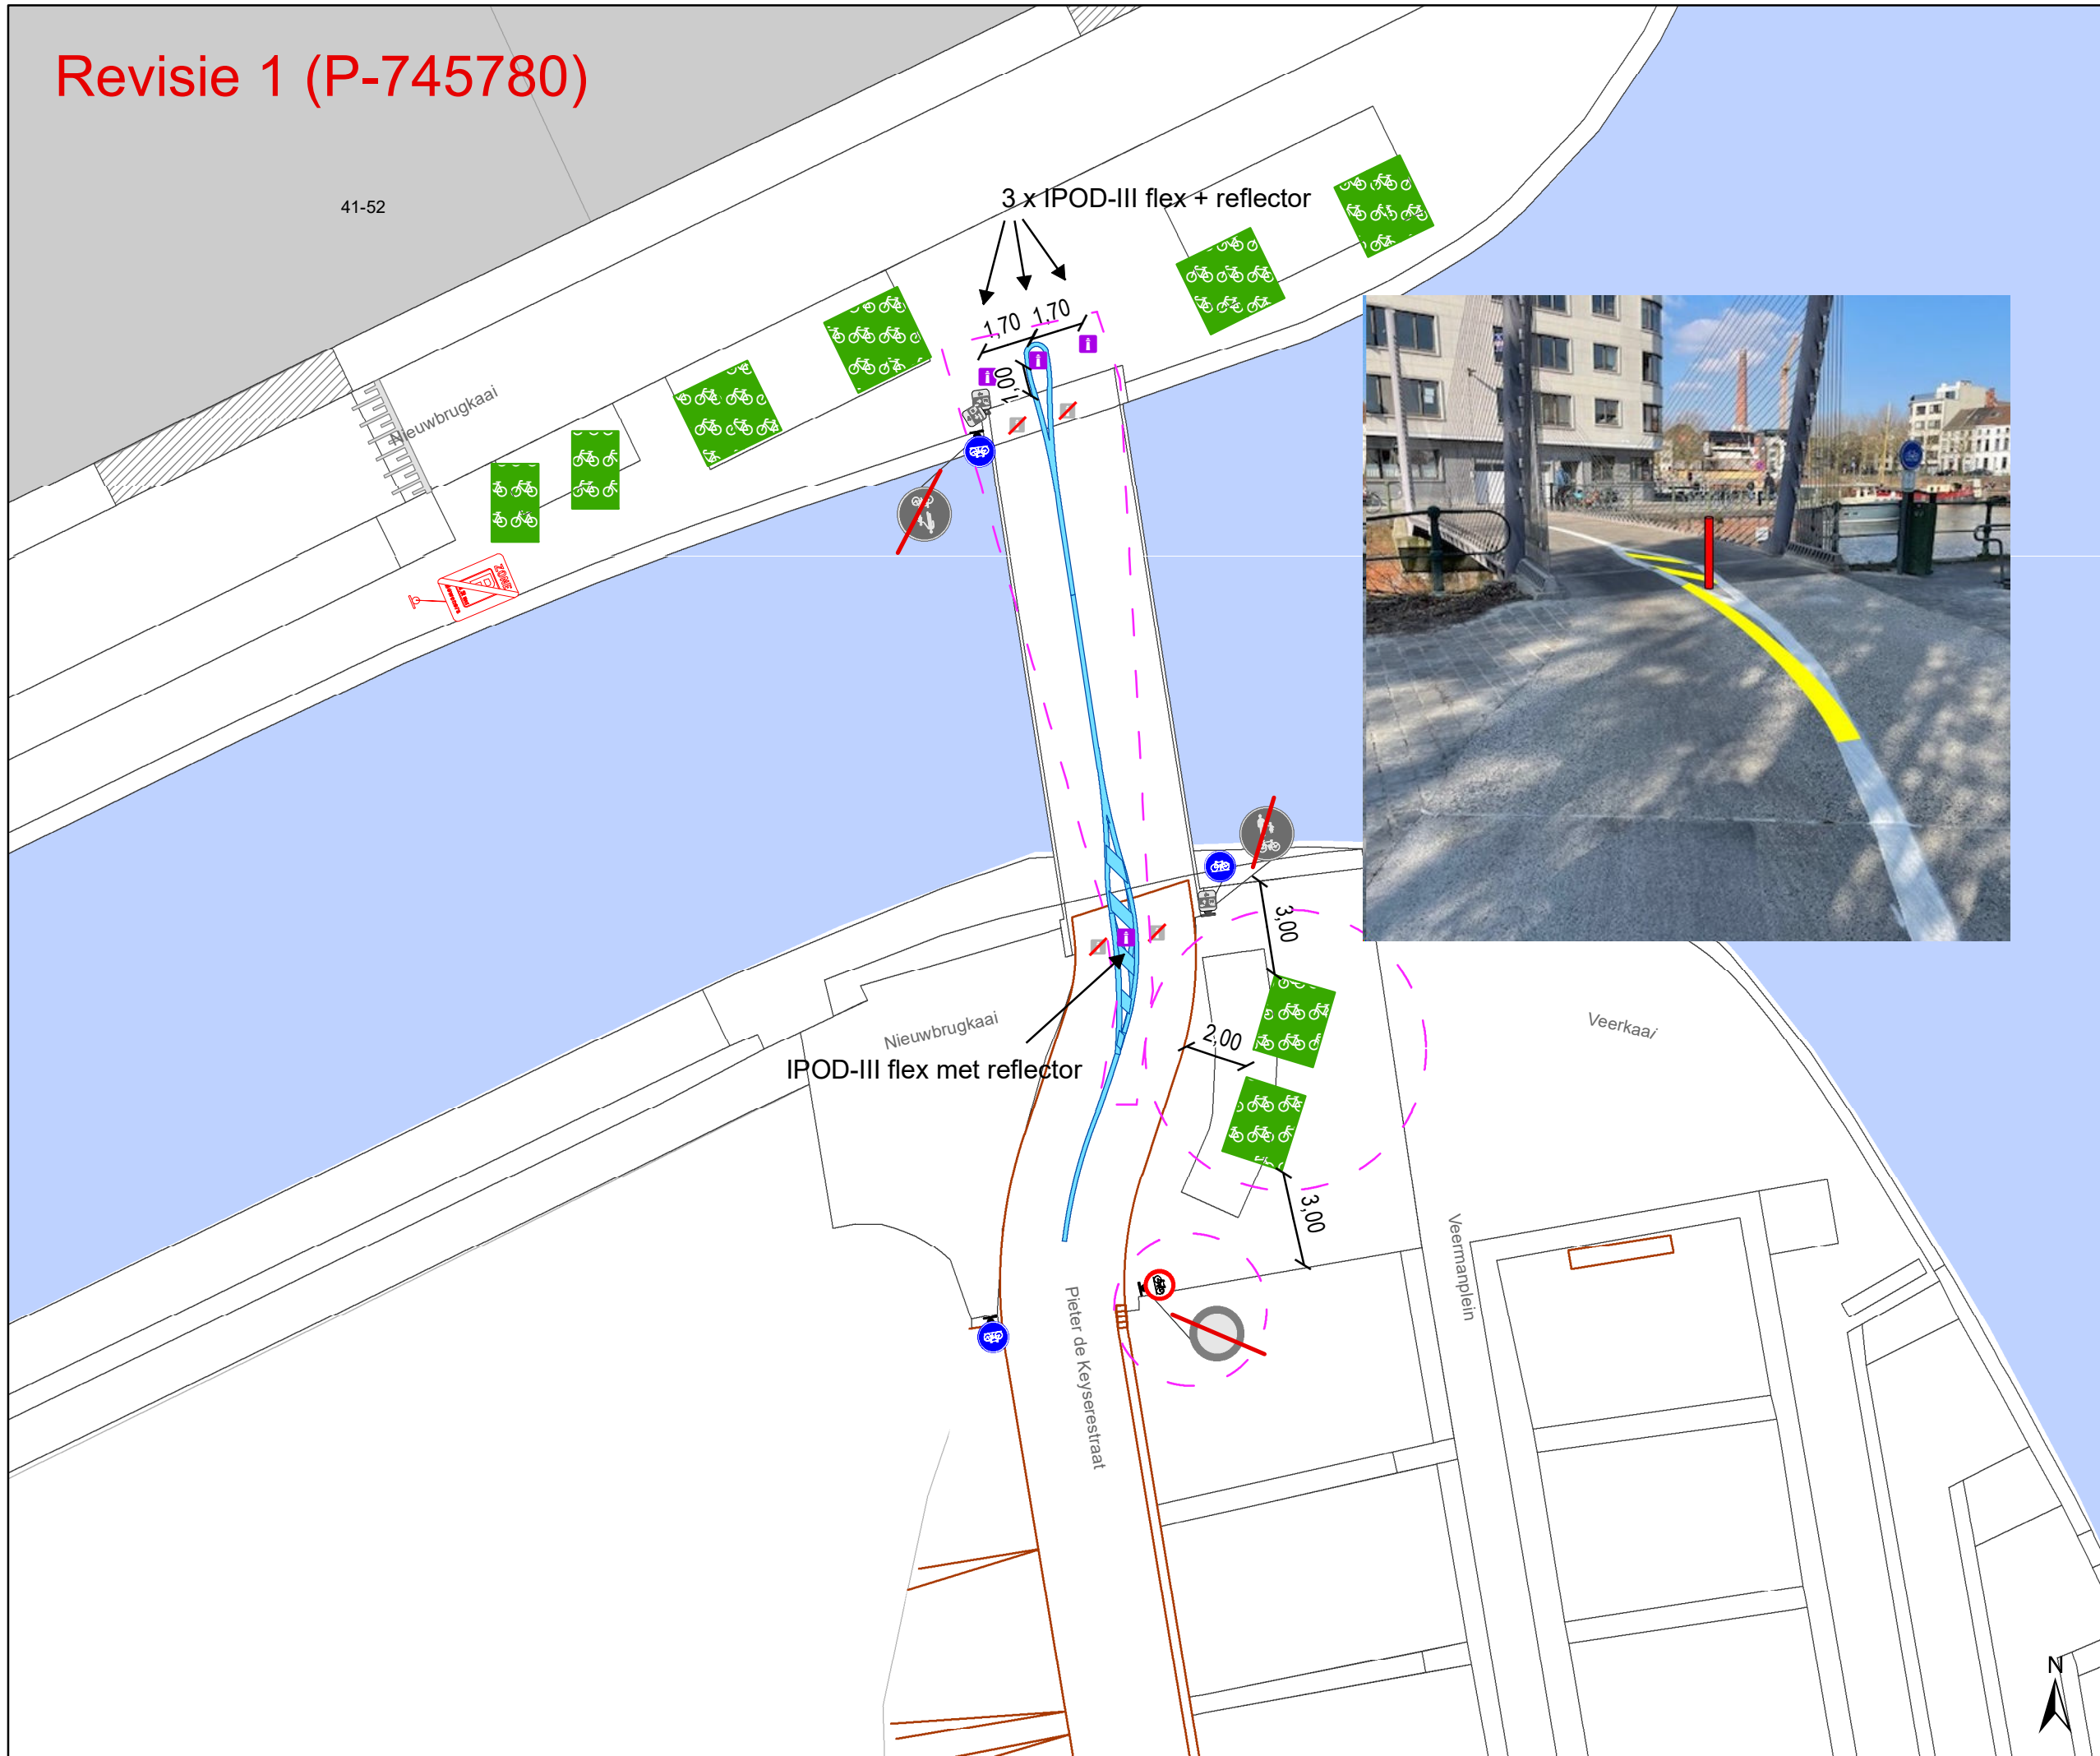 Revisie 1 (P-745780)
41-52
3 x IPOD-III flex + reflector
1,70
1,70
1,00
Nieuwbrugkaai
ZONE
3,00
Nieuwbrugkaai
2,00
Veerkaai
IPOD-III flex met reflector
3,00
Veermanplein
Pieter de Keyserestraat
N